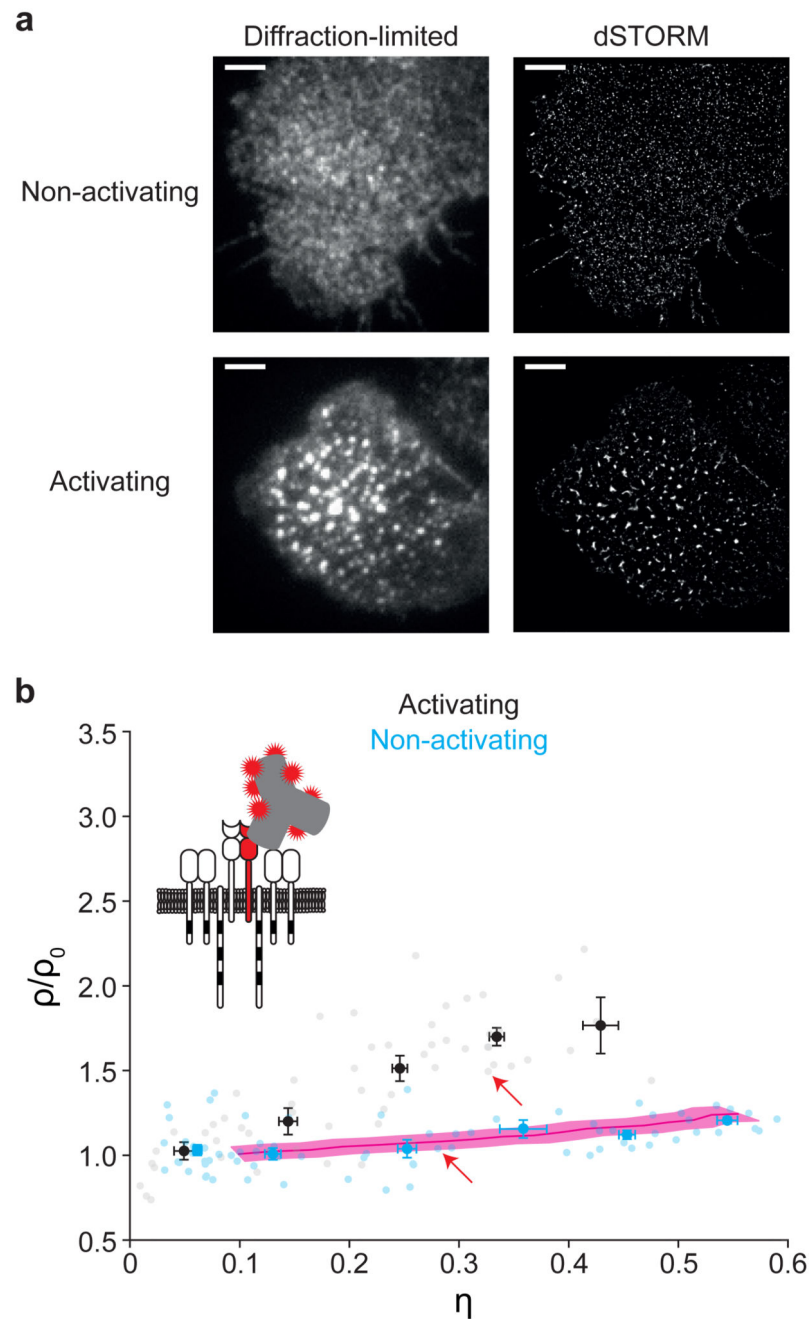 a
Diffraction-limited
dSTORM
Non-activating
Activating
b
Activating
Non-activating
3.5
3.0
2.5
2.0
1.5
1.0
0.5
ρ/ρ0
0
0.1
0.2
0.3
0.4
0.5
0.6
η